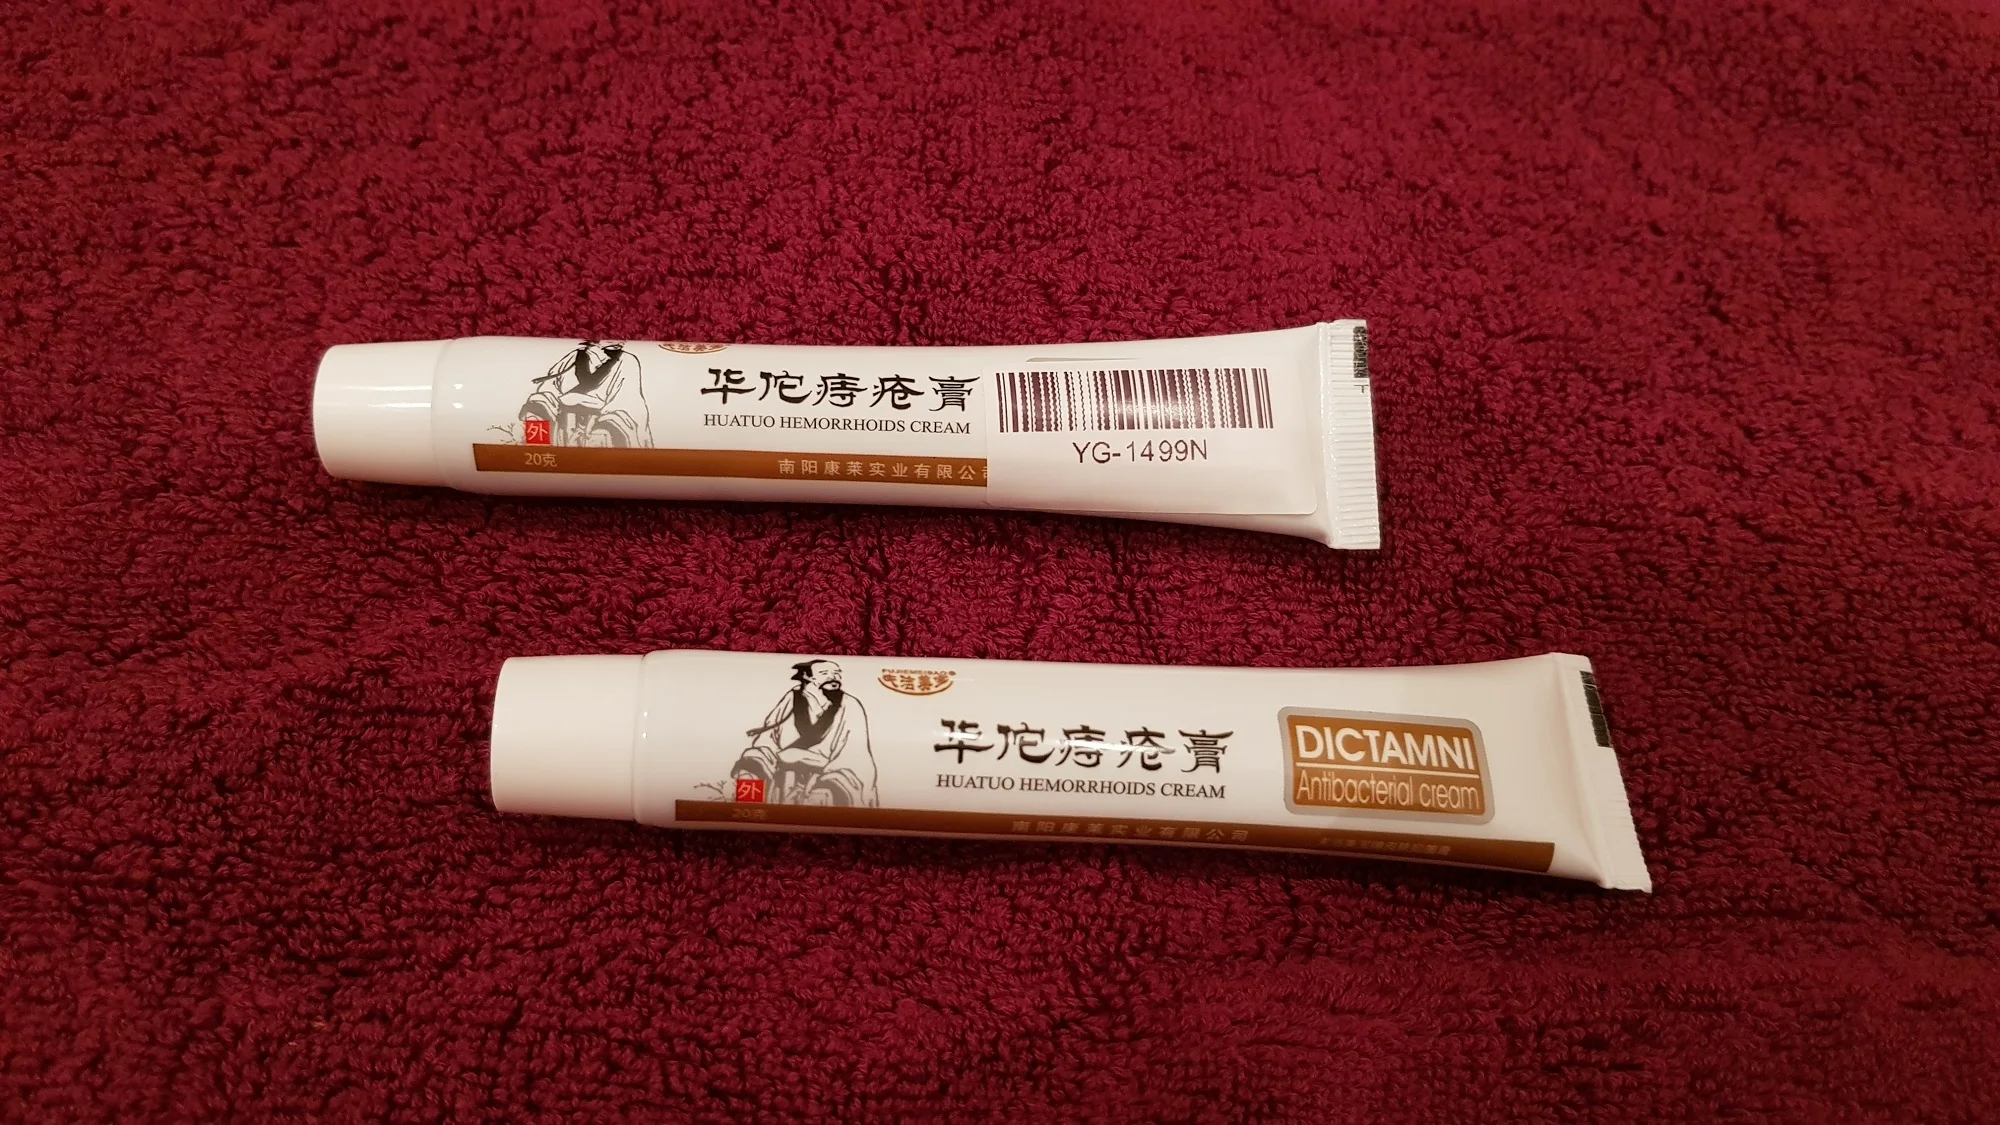 华佗痔疮膏
HUATUO HEMORRHOIDS CREAM
外
20克
南阳康莱实业有限公
YG-1499N
华佗痔疮膏
HUATUO HEMORRHOIDS CREAM
DICTAMNI
Antibacterial cream
外
20克
南阳康莱实业有限公司